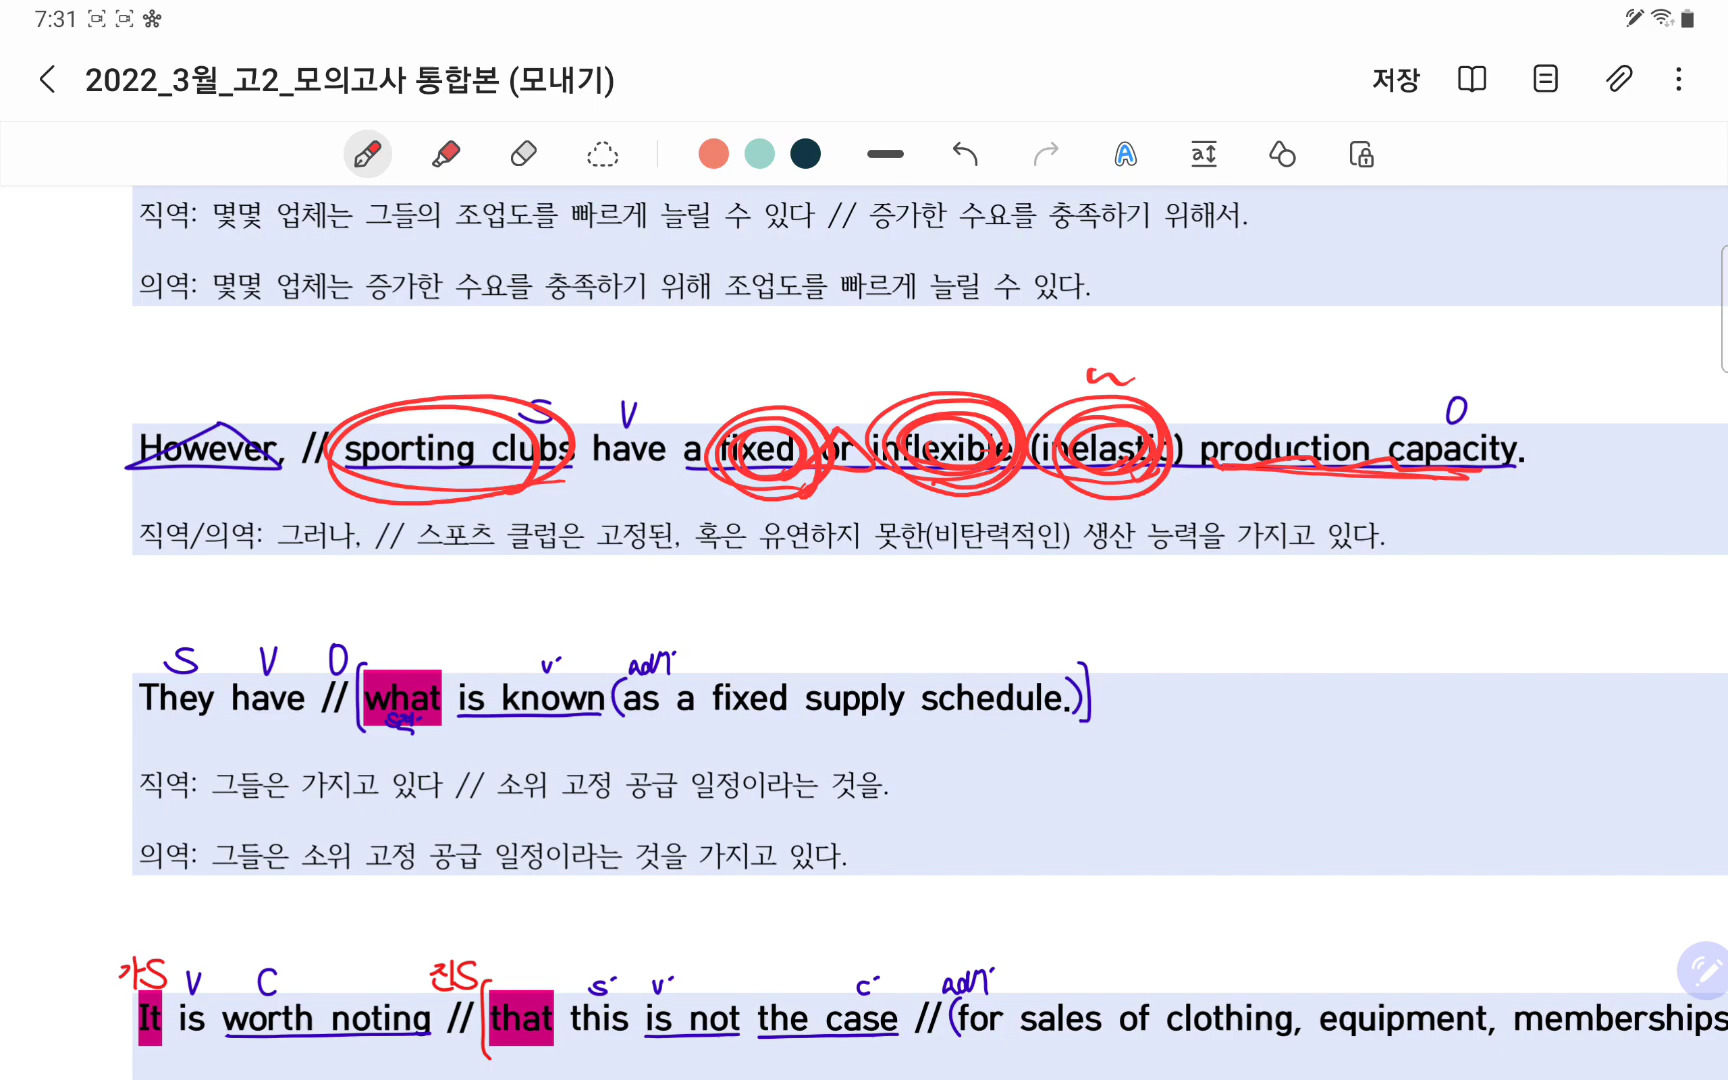 7:31
2022_3월_고2_모의고사 통합본 (모내기)
저장
직역: 몇몇 업체는 그들의 조업도를 빠르게 늘릴 수 있다 // 증가한 수요를 충족하기 위해서.
의역: 몇몇 업체는 증가한 수요를 충족하기 위해 조업도를 빠르게 늘릴 수 있다.
S V O
However, // sporting clubs have a fixed or inflexible (inelastic) production capacity.
직역/의역: 그러나, // 스포츠 클럽은 고정된, 혹은 유연하지 못한(비탄력적인) 생산 능력을 가지고 있다.
S V O v'
They have // [what is known (as a fixed supply schedule.)]
직역: 그들은 가지고 있다 // 소위 고정 공급 일정이라는 것을.
의역: 그들은 소위 고정 공급 일정이라는 것을 가지고 있다.
가S V C 진S s' v' c'
It is worth noting // [that this is not the case // (for sales of clothing, equipment, memberships